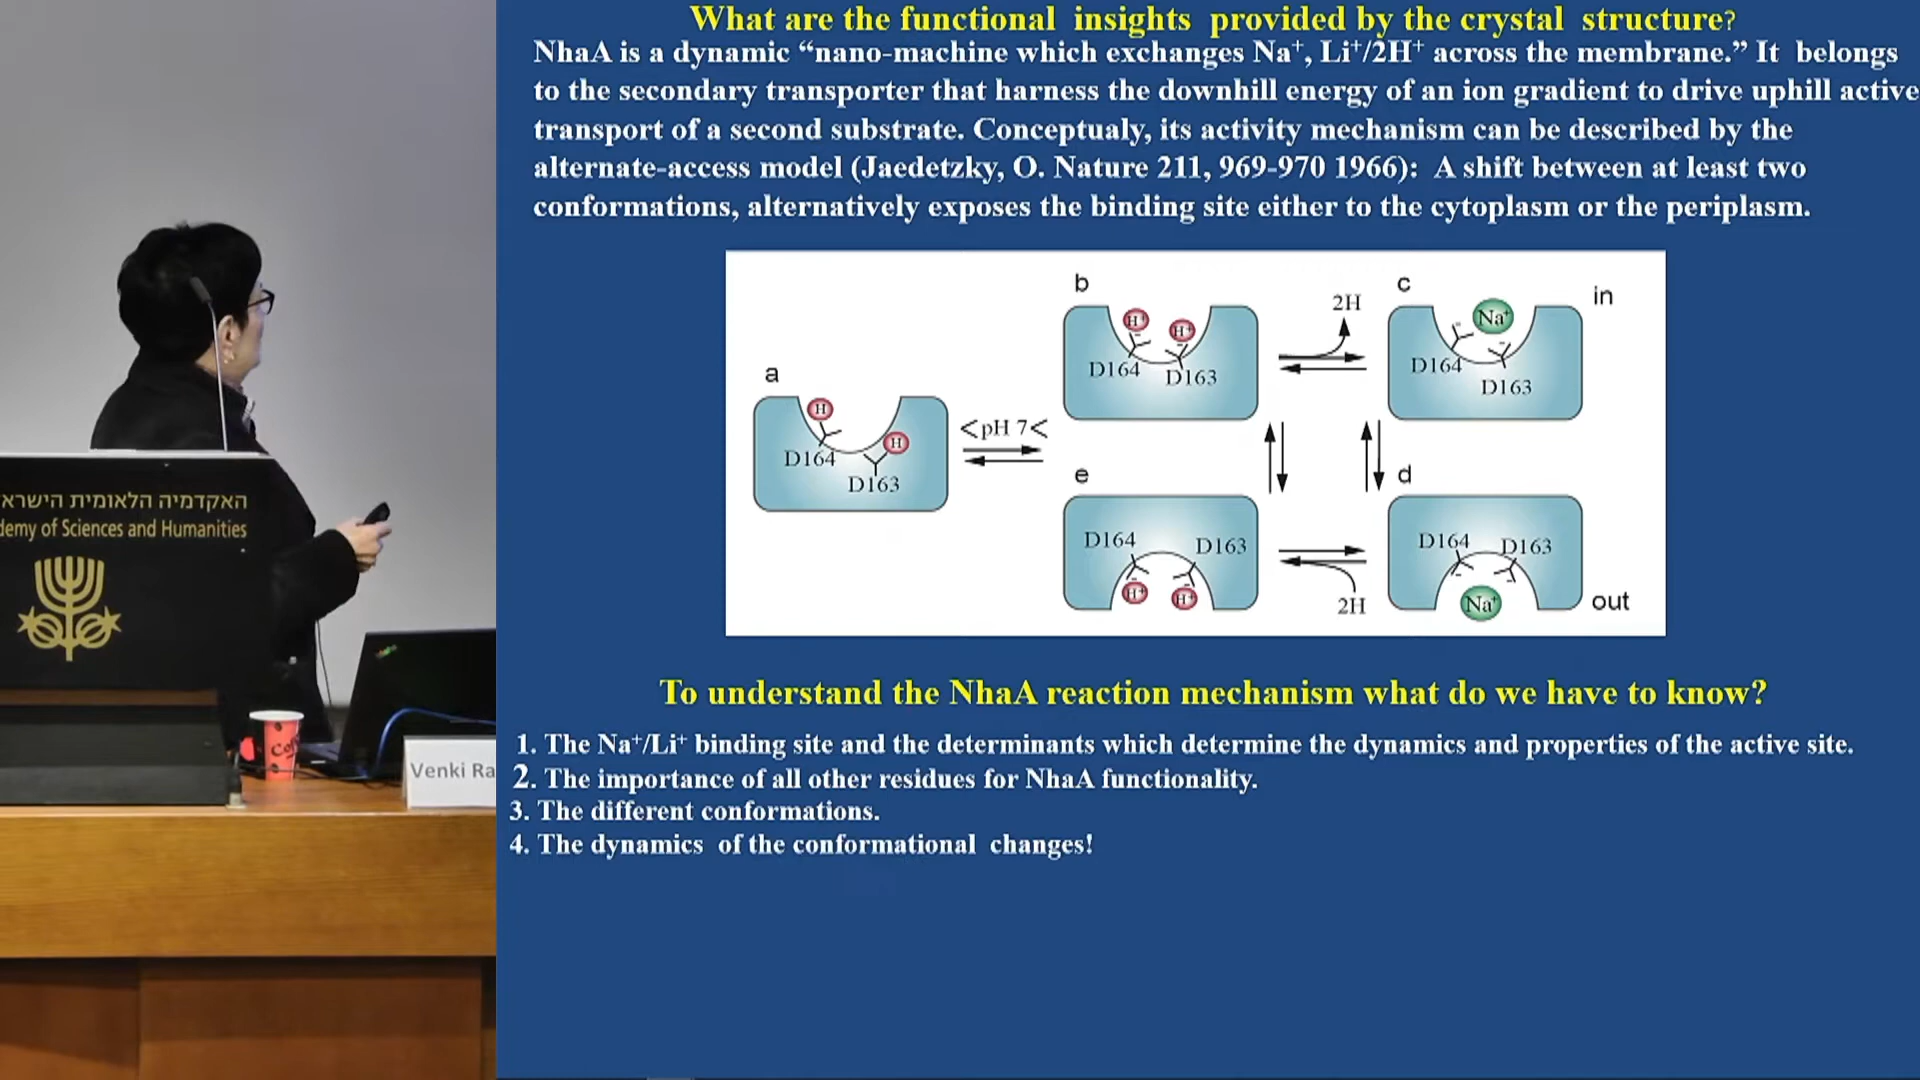 What are the functional insights provided by the crystal structure?
NhaA is a dynamic “nano-machine which exchanges Na⁺, Li⁺/2H⁺ across the membrane.” It belongs
to the secondary transporter that harness the downhill energy of an ion gradient to drive uphill active
transport of a second substrate. Conceptualy, its activity mechanism can be described by the
alternate-access model (Jaedetzky, O. Nature 211, 969-970 1966): A shift between at least two
conformations, alternatively exposes the binding site either to the cytoplasm or the periplasm.
a
H
H
D164
D163
<pH 7<
b
H⁺
H⁺
D164
D163
2H
c
Na⁺
D164
D163
in
e
D164
D163
H⁺
H⁺
2H
d
D164
D163
Na⁺
out
To understand the NhaA reaction mechanism what do we have to know?
1. The Na⁺/Li⁺ binding site and the determinants which determine the dynamics and properties of the active site.
2. The importance of all other residues for NhaA functionality.
3. The different conformations.
4. The dynamics of the conformational changes!
האקדמיה הלאומית הישרא
demy of Sciences and Humanities
Venki Ra